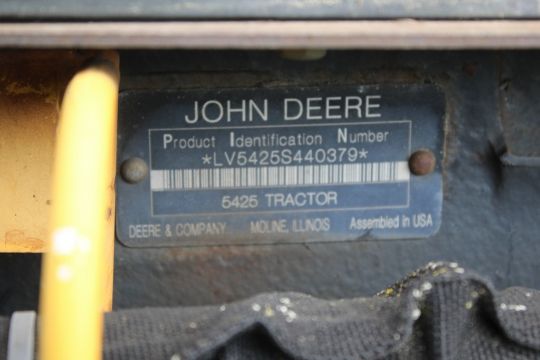 JOHN DEERE
Product Identification Number
*LV5425S440379*
5425 TRACTOR
DEERE & COMPANY MOLINE, ILLINOIS Assembled in USA